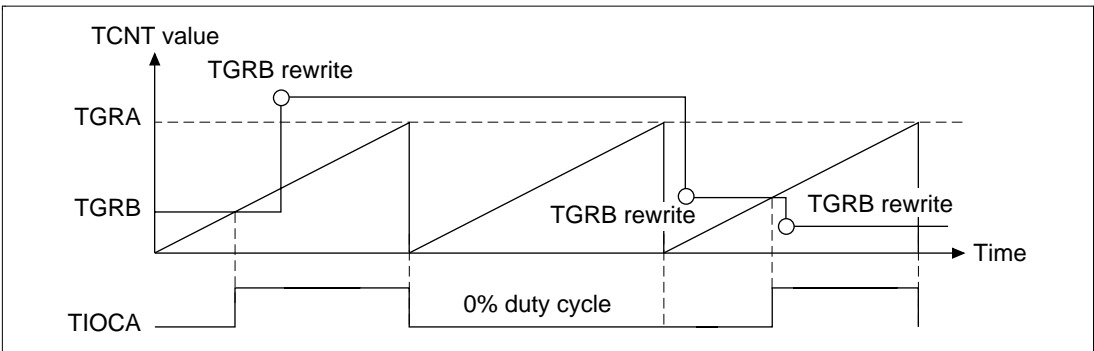 TCNT value
TGRB rewrite
TGRA
TGRB
TGRB rewrite
TGRB rewrite
Time
0% duty cycle
TIOCA